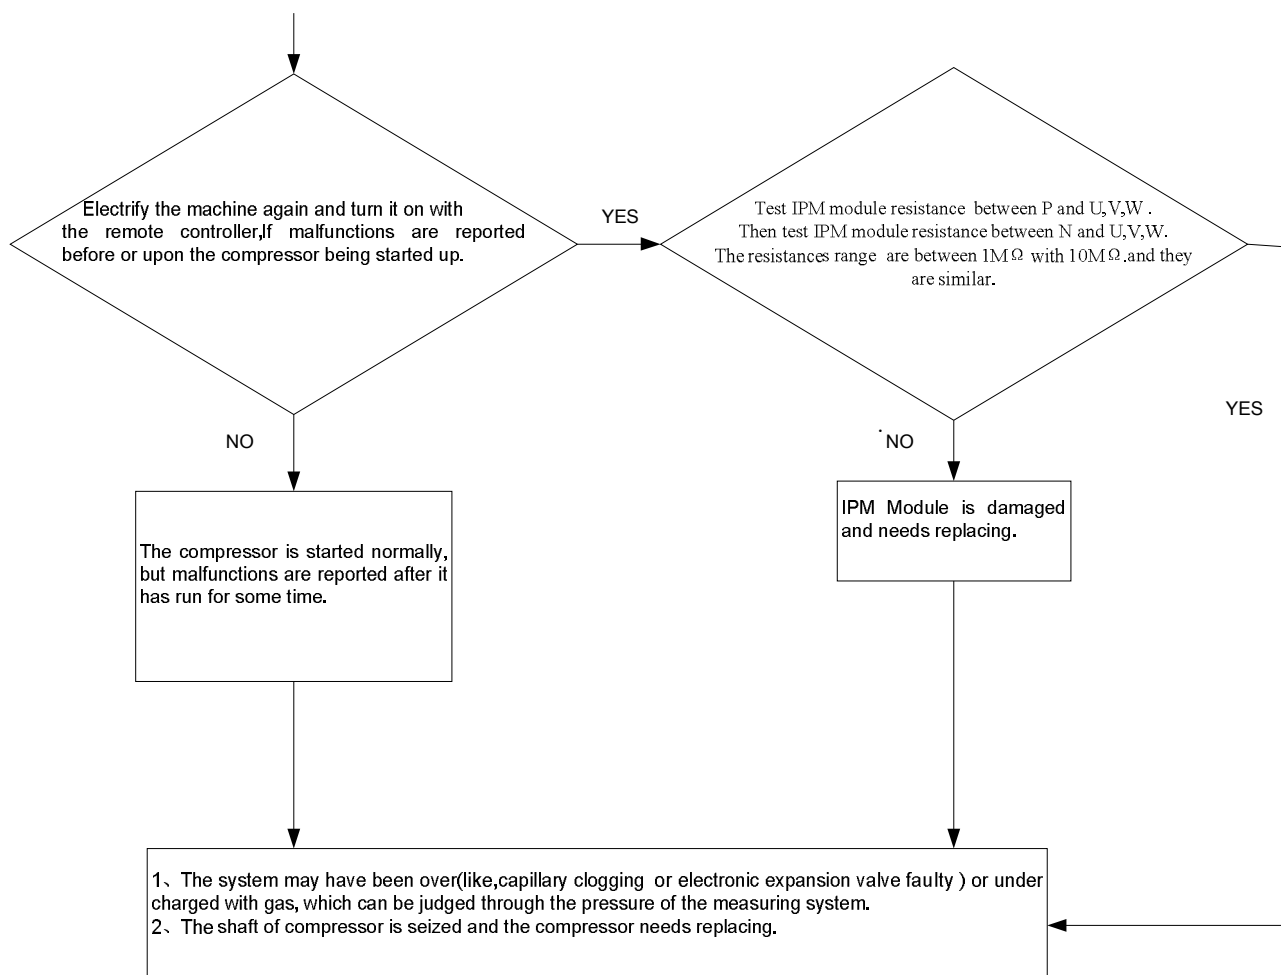 Electrify the machine again and turn it on with
the remote controller,If malfunctions are reported
before or upon the compressor being started up.
YES
Test IPM module resistance between P and U,V,W .
Then test IPM module resistance between N and U,V,W.
The resistances range are between 1MΩ with 10MΩ.and they
are similar.
YES
NO
NO
The compressor is started normally,
but malfunctions are reported after it
has run for some time.
IPM Module is damaged
and needs replacing.
1、The system may have been over(like,capillary clogging or electronic expansion valve faulty ) or under
charged with gas, which can be judged through the pressure of the measuring system.
2、The shaft of compressor is seized and the compressor needs replacing.